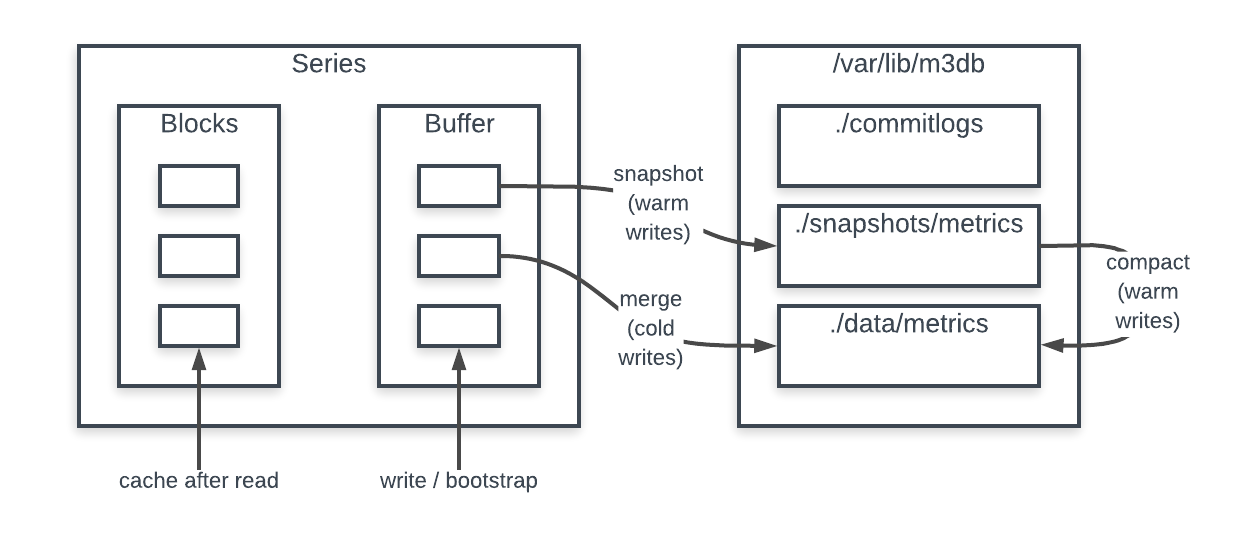 Series
Blocks
Buffer
cache after read
write / bootstrap
snapshot
(warm
writes)
merge
(cold
writes)
/var/lib/m3db
./commitlogs
./snapshots/metrics
./data/metrics
compact
(warm
writes)